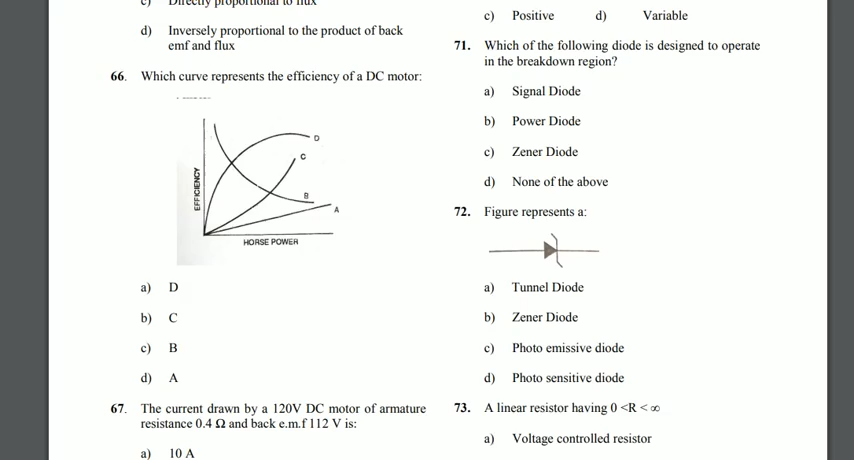 c) Directly proportional to flux
d) Inversely proportional to the product of back
emf and flux
66. Which curve represents the efficiency of a DC motor:
D
C
B
A
EFFICIENCY
HORSE POWER
a) D
b) C
c) B
d) A
67. The current drawn by a 120V DC motor of armature
resistance 0.4 Ω and back e.m.f 112 V is:
a) 10 A
c) Positive d) Variable
71. Which of the following diode is designed to operate
in the breakdown region?
a) Signal Diode
b) Power Diode
c) Zener Diode
d) None of the above
72. Figure represents a:
a) Tunnel Diode
b) Zener Diode
c) Photo emissive diode
d) Photo sensitive diode
73. A linear resistor having 0 <R < ∞
a) Voltage controlled resistor